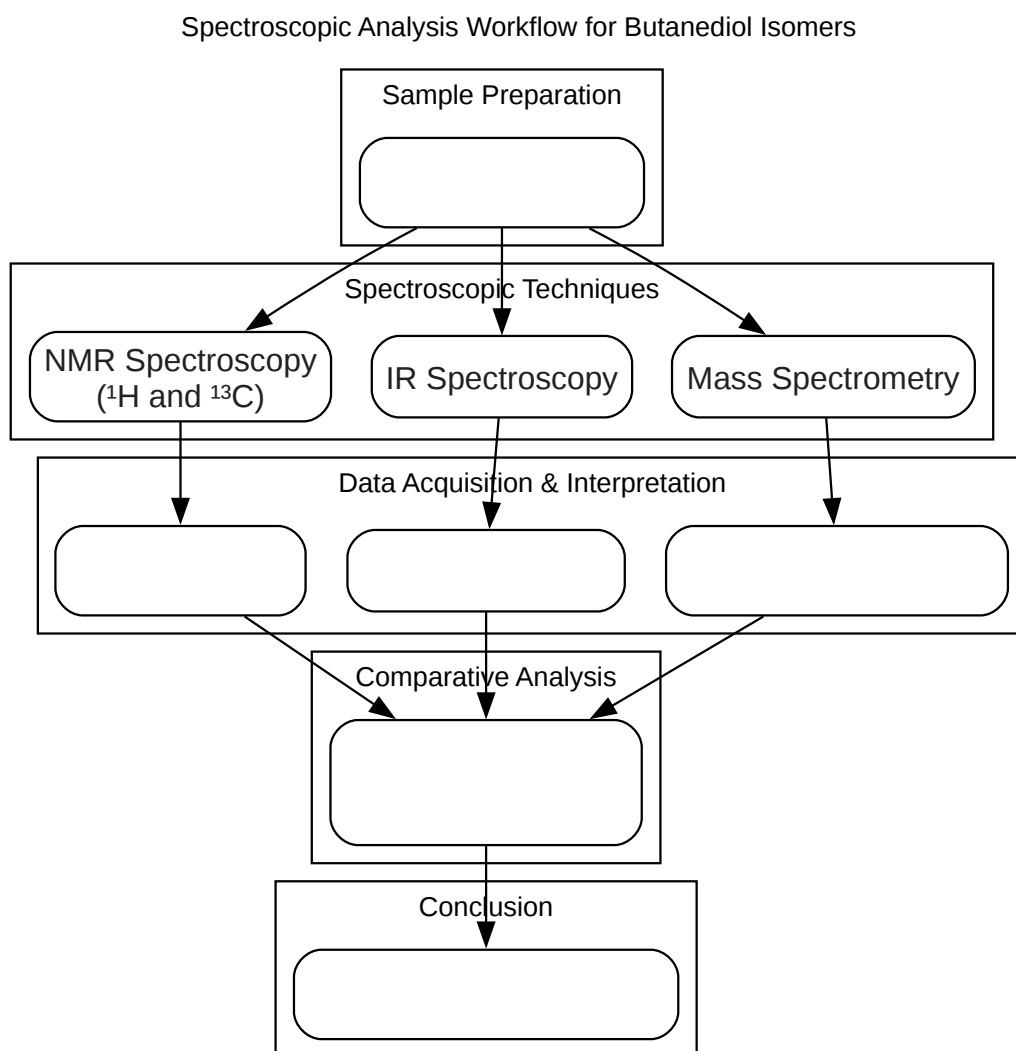 Spectroscopic Analysis Workflow for Butanediol Isomers
Sample Preparation
Spectroscopic Techniques
NMR Spectroscopy
(¹H and ¹³C)
IR Spectroscopy
Mass Spectrometry
Data Acquisition & Interpretation
Comparative Analysis
Conclusion